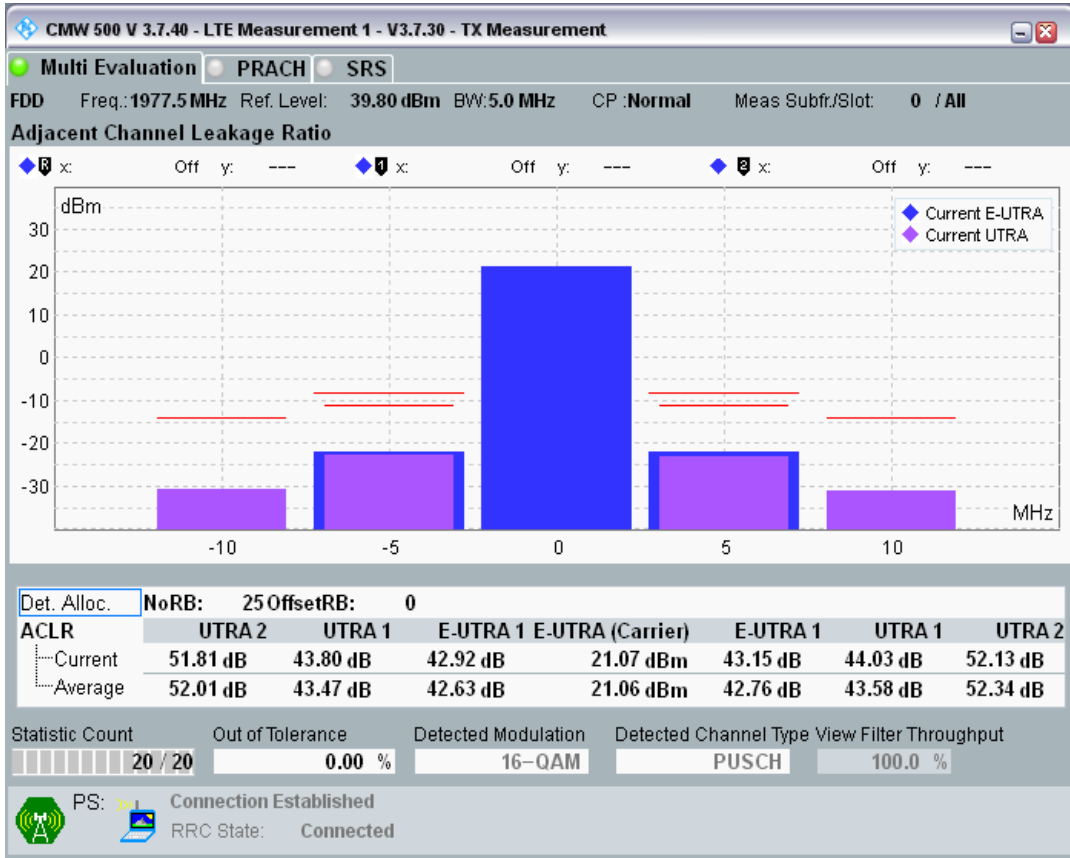 CMW 500 V 3.7.40 - LTE Measurement 1 - V3.7.30 - TX Measurement
Multi Evaluation PRACH SRS
FDD Freq.: 1977.5 MHz Ref. Level: 39.80 dBm BW: 5.0 MHz CP : Normal Meas Subfr./Slot: 0 / All
Adjacent Channel Leakage Ratio
R x: Off y: --- 1 x: Off y: --- 2 x: Off y: ---
dBm
Current E-UTRA
Current UTRA
30
20
10
0
-10
-20
-30
MHz
-10 -5 0 5 10
Det. Alloc. NoRB: 25 OffsetRB: 0
ACLR UTRA 2 UTRA 1 E-UTRA 1 E-UTRA (Carrier) E-UTRA 1 UTRA 1 UTRA 2
Current 51.81 dB 43.80 dB 42.92 dB 21.07 dBm 43.15 dB 44.03 dB 52.13 dB
Average 52.01 dB 43.47 dB 42.63 dB 21.06 dBm 42.76 dB 43.58 dB 52.34 dB
Statistic Count Out of Tolerance Detected Modulation Detected Channel Type View Filter Throughput
20 / 20 0.00 % 16-QAM PUSCH 100.0 %
PS: Connection Established
RRC State: Connected